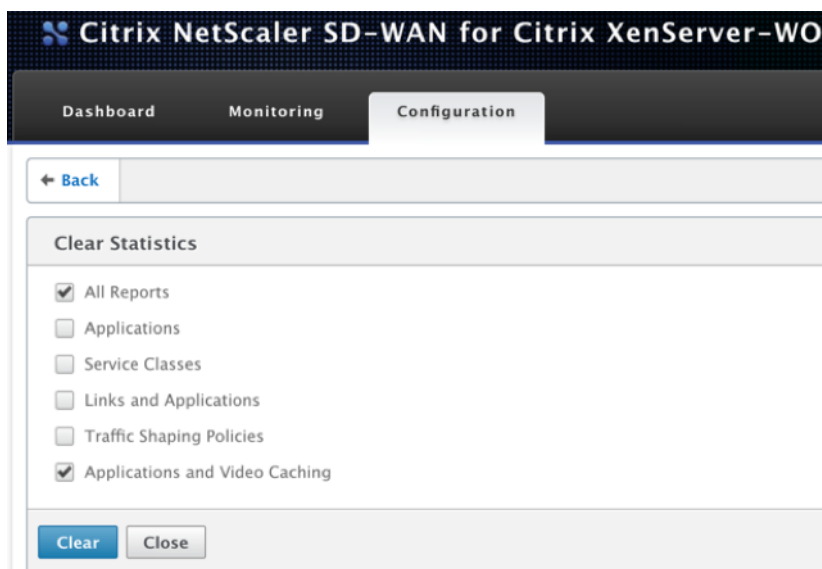 Citrix NetScaler SD-WAN for Citrix XenServer-WO
Dashboard Monitoring Configuration
Back
Clear Statistics
All Reports
Applications
Service Classes
Links and Applications
Traffic Shaping Policies
Applications and Video Caching
Clear Close